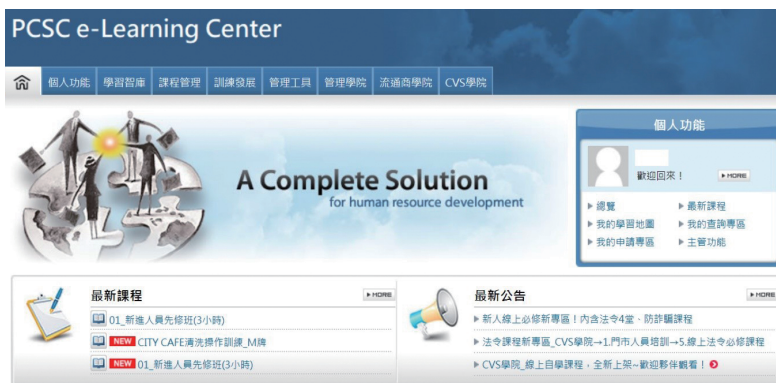 PCSC e-Learning Center
個人功能 學習智庫 課程管理 訓練發展 管理工具 管理學院 流通商學院 CVS學院
A Complete Solution
for human resource development
個人功能
歡迎回來！ MORE
總覽 最新課程
我的學習地圖 我的查詢專區
我的申請專區 主管功能
最新課程 MORE
01_新進人員先修班(3小時)
NEW CITY CAFE清洗操作訓練_M牌
NEW 01_新進人員先修班(3小時)
最新公告 MORE
新人線上必修新專區！內含法令4堂、防詐騙課程
法令課程新專區_CVS學院→1.門市人員培訓→5.線上法令必修課程
CVS學院_線上自學課程，全新上架~歡迎夥伴觀看！